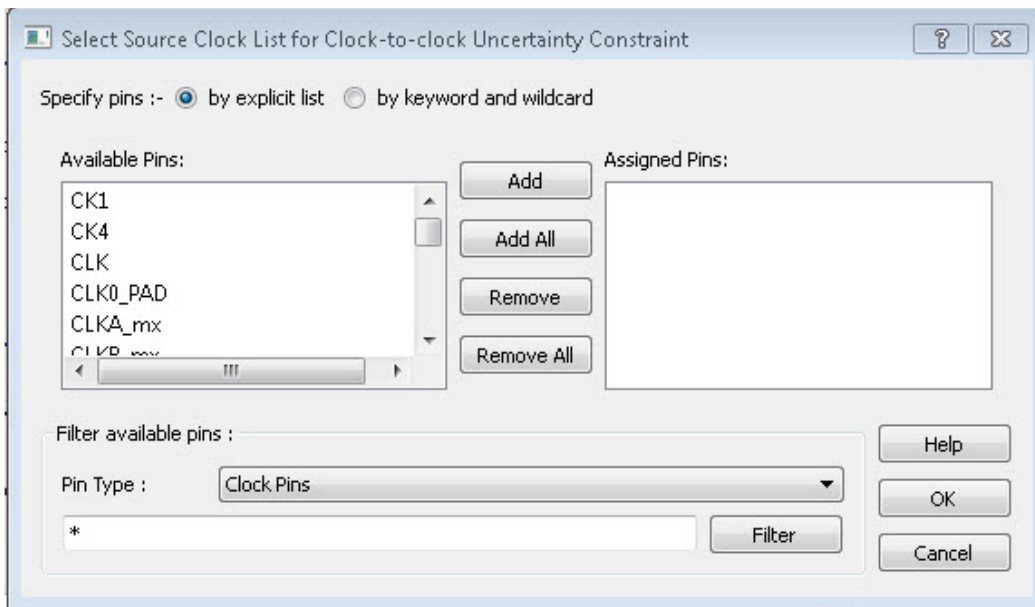 Select Source Clock List for Clock-to-clock Uncertainty Constraint
Specify pins :- by explicit list by keyword and wildcard
Available Pins:
CK1
CK4
CLK
CLK0_PAD
CLKA_mx
Add
Add All
Remove
Remove All
Assigned Pins:
Filter available pins :
Pin Type : Clock Pins
*
Filter
Help
OK
Cancel